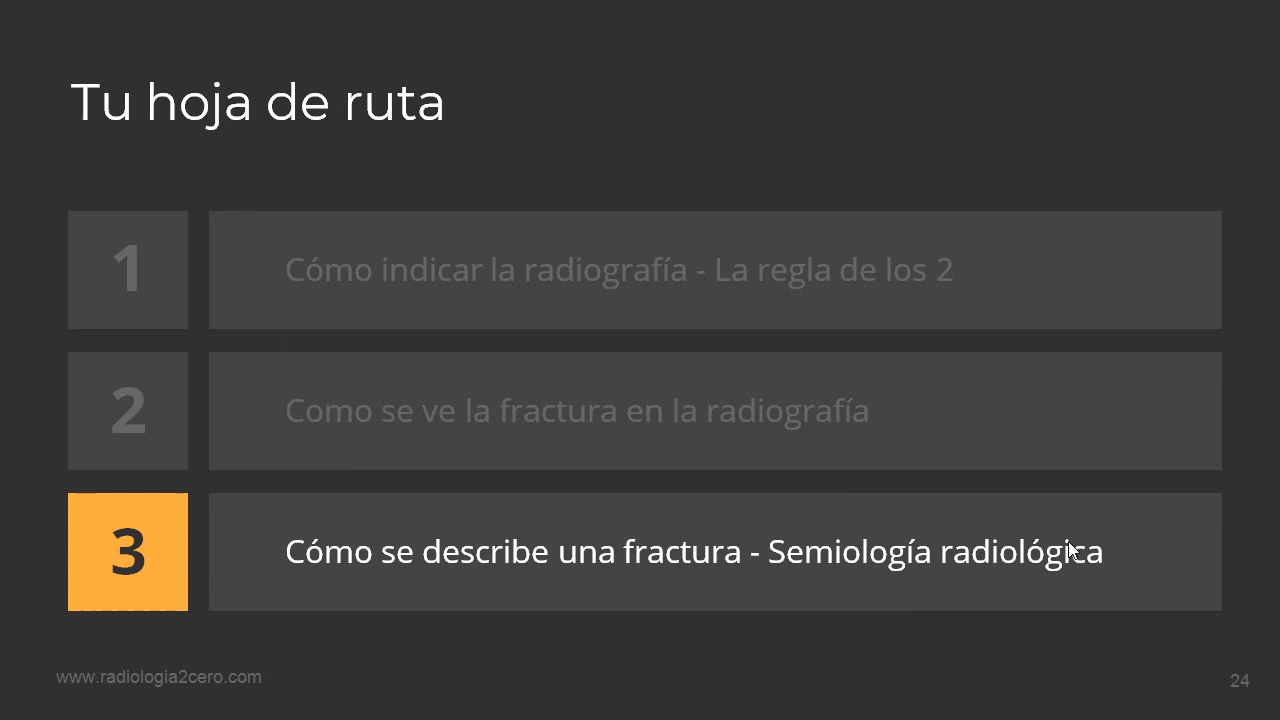 Tu hoja de ruta
1
Cómo indicar la radiografía - La regla de los 2
2
Como se ve la fractura en la radiografía
3
Cómo se describe una fractura - Semiología radiológica
www.radiologia2cero.com
24